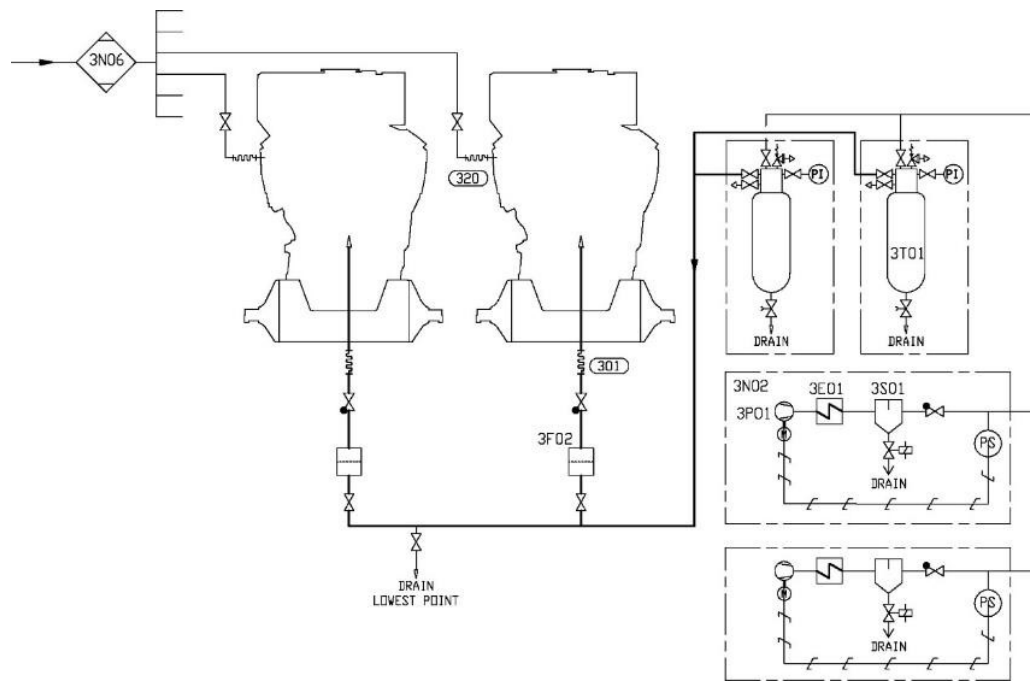 3N06
320
PI
PI
3T01
DRAIN
DRAIN
301
3N02
3E01
3S01
3P01
M
PS
3F02
DRAIN
DRAIN
LOWEST POINT
M
PS
DRAIN